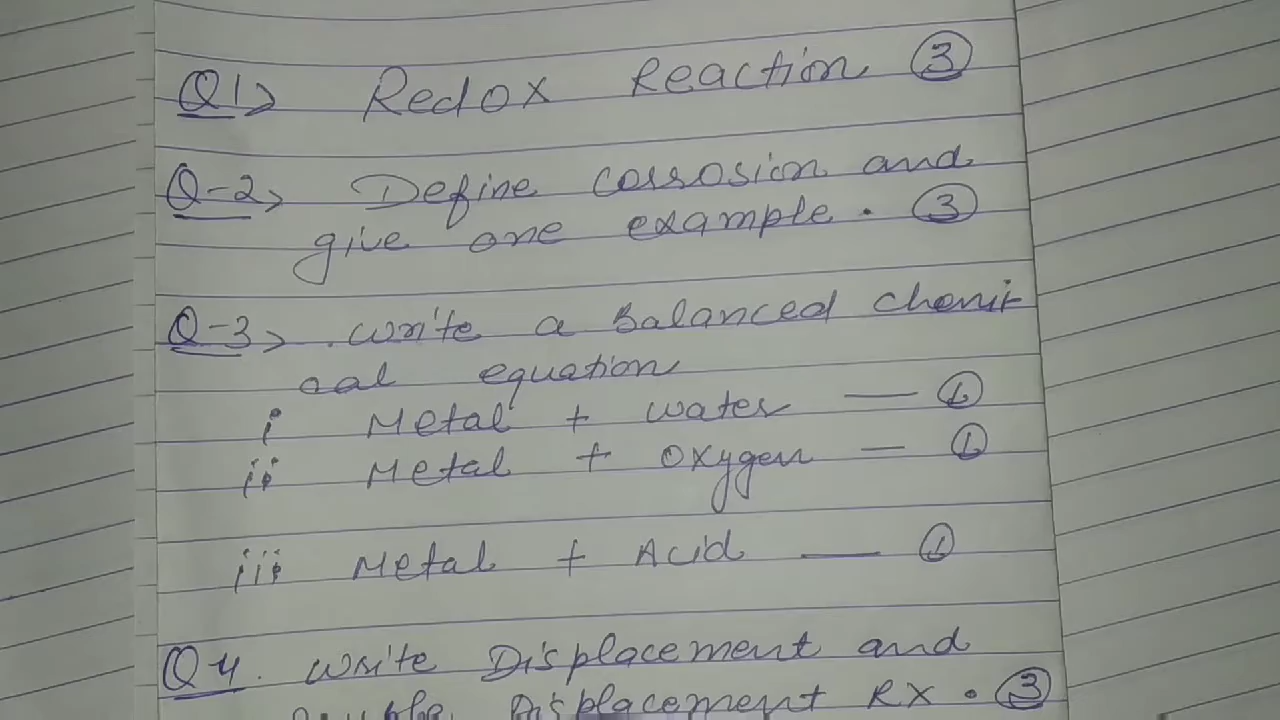 Q1> Redox Reaction ③
Q-2> Define corrosion and
give one example. ③
Q-3> .Write a Balanced chemi
cal equation
i Metal + water — ①
ii Metal + oxygen — ①
iii Metal + Acid — ①
Q4. Write Displacement and
Double Displacement RX. ③